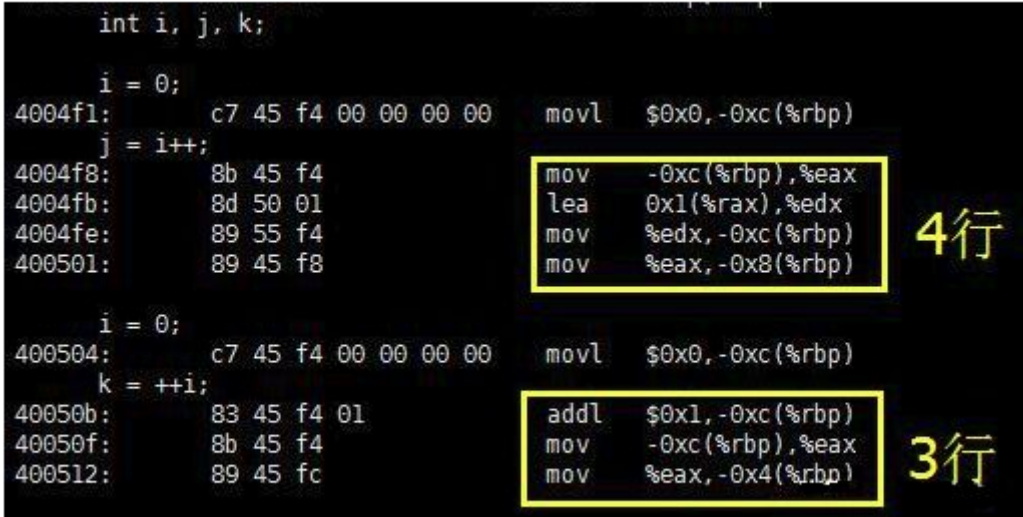 int i, j, k;
i = 0;
4004f1: c7 45 f4 00 00 00 00 movl $0x0,-0xc(%rbp)
j = i++;
4004f8: 8b 45 f4 mov -0xc(%rbp),%eax
4004fb: 8d 50 01 lea 0x1(%rax),%edx
4004fe: 89 55 f4 mov %edx,-0xc(%rbp)
400501: 89 45 f8 mov %eax,-0x8(%rbp)
4行
i = 0;
400504: c7 45 f4 00 00 00 00 movl $0x0,-0xc(%rbp)
k = ++i;
40050b: 83 45 f4 01 addl $0x1,-0xc(%rbp)
40050f: 8b 45 f4 mov -0xc(%rbp),%eax
400512: 89 45 fc mov %eax,-0x4(%rbp)
3行